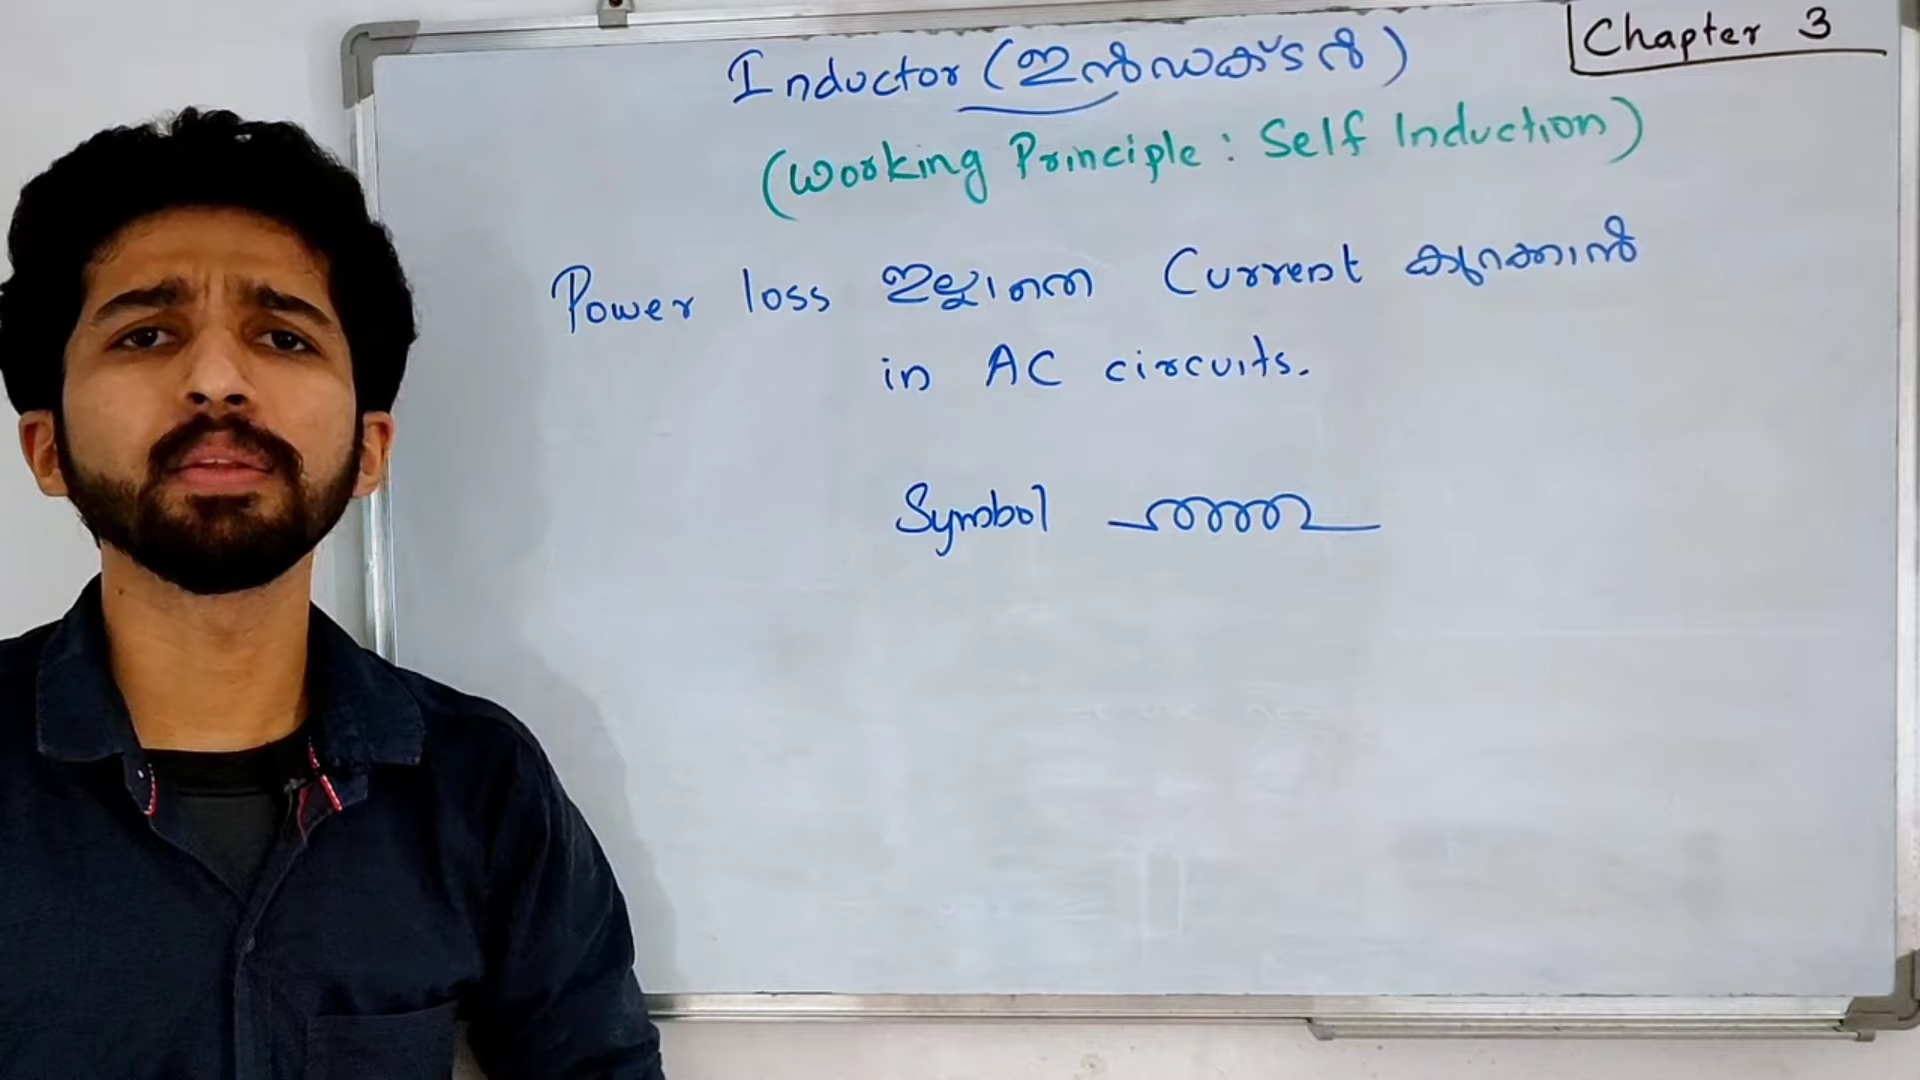 Chapter 3
Inductor (ഇൻഡക്ടർ)
(Working Principle : Self Induction)
Power loss ഇല്ലാതെ Current കുറക്കാൻ
in AC circuits.
Symbol